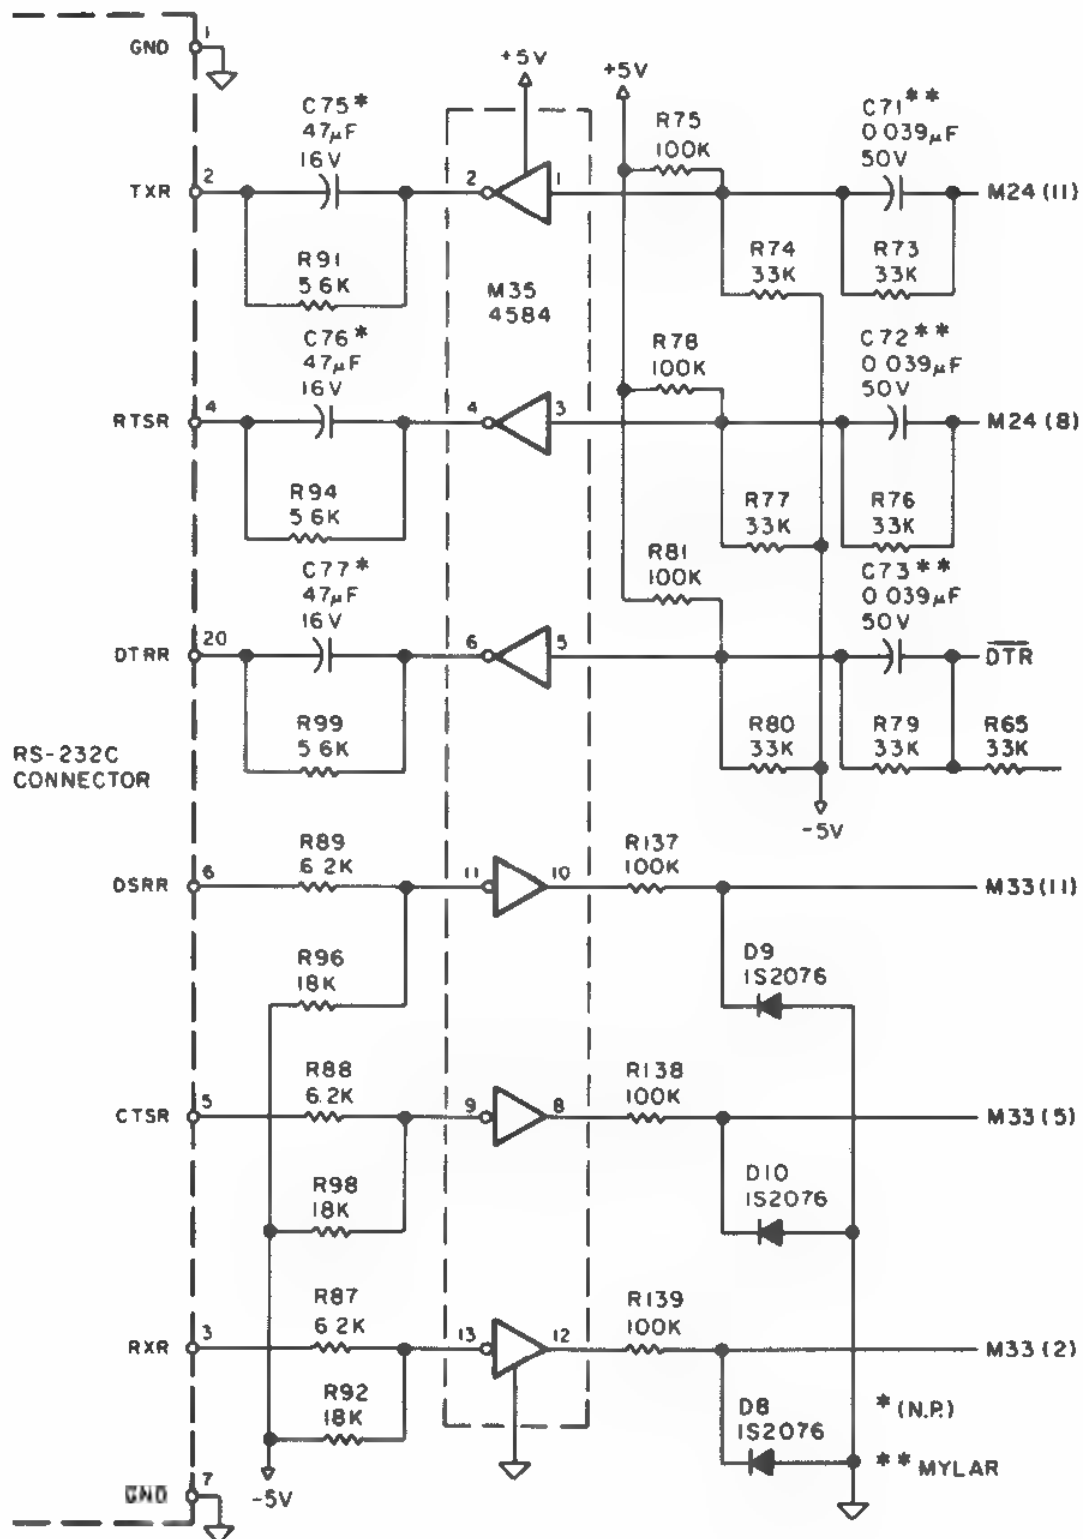 GND 1
+5V
+5V
C75*
47µF
16V
R75
100K
C71**
0 039µF
50V
TXR 2
2 1
M24 (11)
R91
5 6K
M35
4584
R74
33K
R73
33K
C76*
47µF
16V
R78
100K
C72**
0 039µF
50V
RTSR 4
4 3
M24 (8)
R94
5 6K
R77
33K
R76
33K
C77*
47µF
16V
R81
100K
C73**
0 039µF
50V
DTRR 20
6 5
DTR
R99
5 6K
R80
33K
R79
33K
R65
33K
RS-232C
CONNECTOR
-5V
R89
6 2K
R137
100K
DSRR 6
11 10
M33 (11)
R96
18K
D9
1S2076
R88
6.2K
R138
100K
CTSR 5
9 8
M33 (5)
R98
18K
D10
1S2076
R87
6 2K
R139
100K
RXR 3
13 12
M33 (2)
R92
18K
D8
1S2076
* (N.P.)
** MYLAR
GND 7
-5V